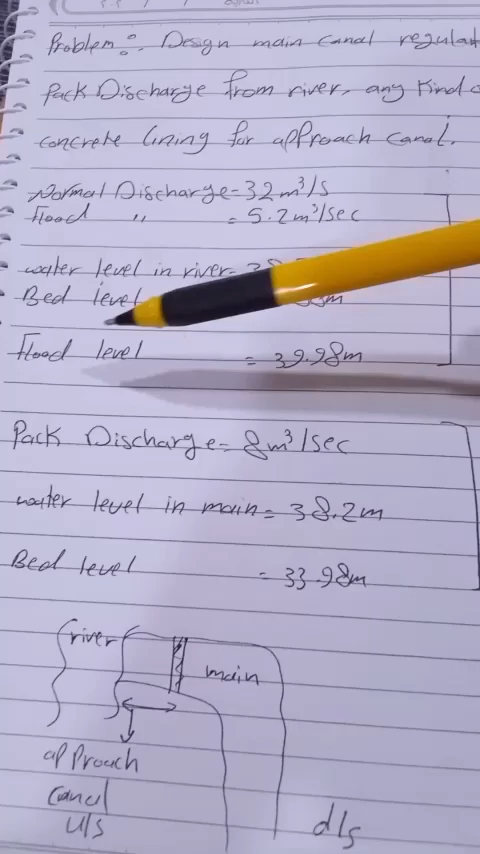 Problem:- Design main canal regulat
Pack Discharge from river, any kind
concrete lining for approach canal.
Normal Discharge = 32 m³/s
Flood " = 5.2 m³/sec
water level in river =
Bed level
Flood level = 39.98m
Pack Discharge = 8 m³/sec
water level in main = 38.2m
Bed level = 33.98m
river
main
approach
canal
u/s
d/s